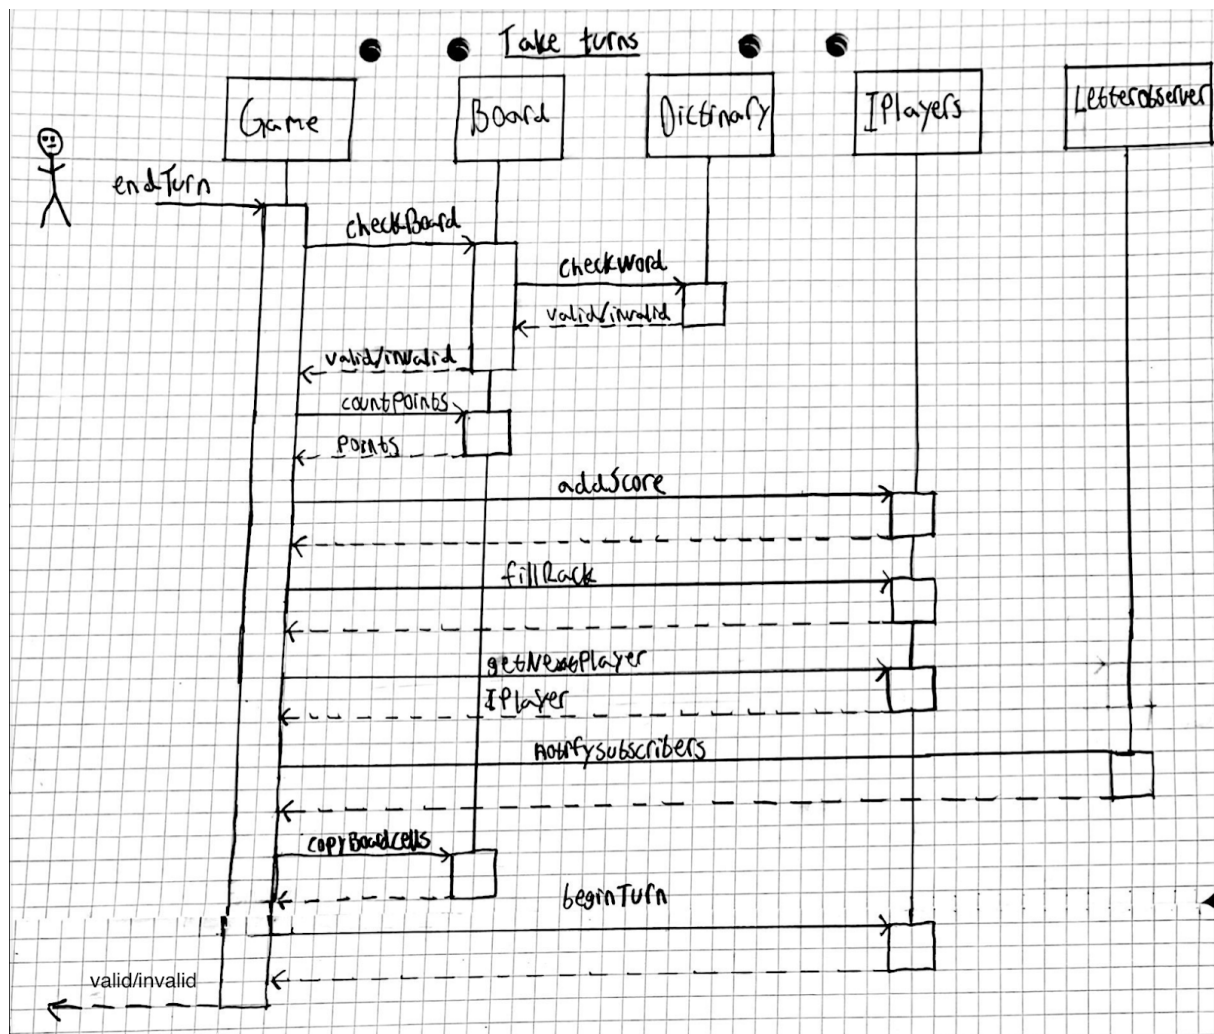 Take turns
Game
Board
Dictinary
IPlayers
LetterObserver
endTurn
checkBoard
checkWord
valid/invalid
valid/invalid
countPoints
points
addScore
fillRack
getNextPlayer
IPlayer
notifySubscribers
copyBoardCells
beginTurn
valid/invalid